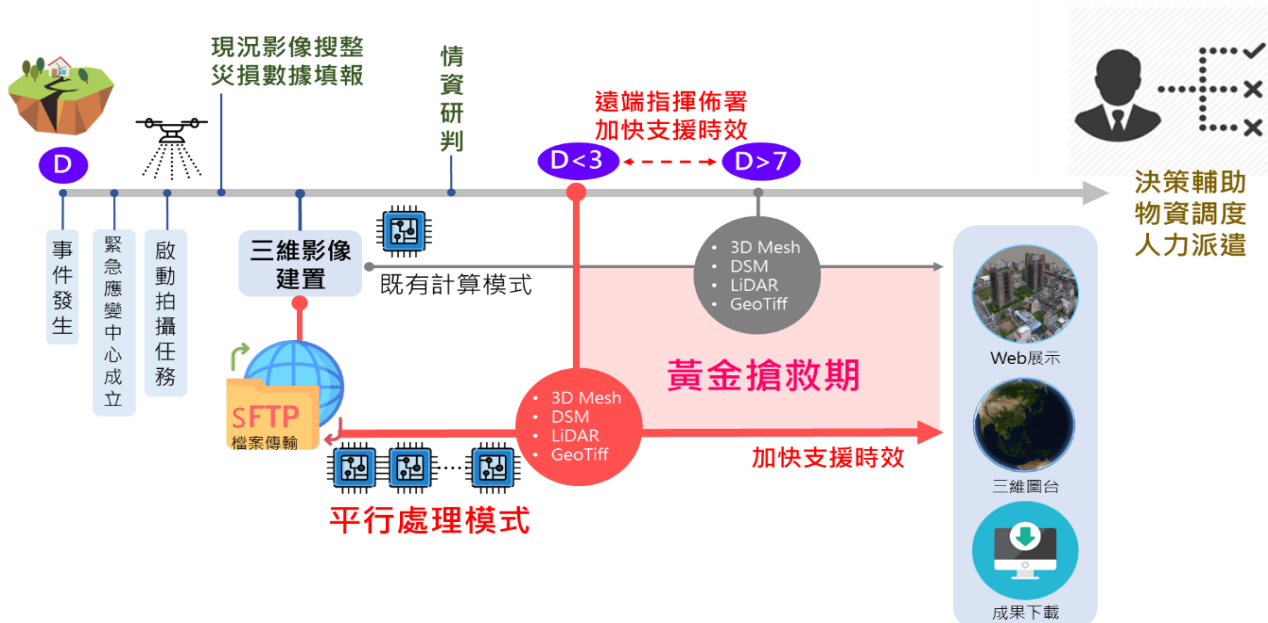 現況影像搜整
災損數據填報
情資研判
遠端指揮佈署
加快支援時效
D
D<3
D>7
決策輔助
物資調度
人力派遣
事件發生
緊急應變中心成立
啟動拍攝任務
三維影像
建置
既有計算模式
• 3D Mesh
• DSM
• LiDAR
• GeoTiff
Web展示
黃金搶救期
SFTP
檔案傳輸
• 3D Mesh
• DSM
• LiDAR
• GeoTiff
加快支援時效
三維圖台
平行處理模式
成果下載